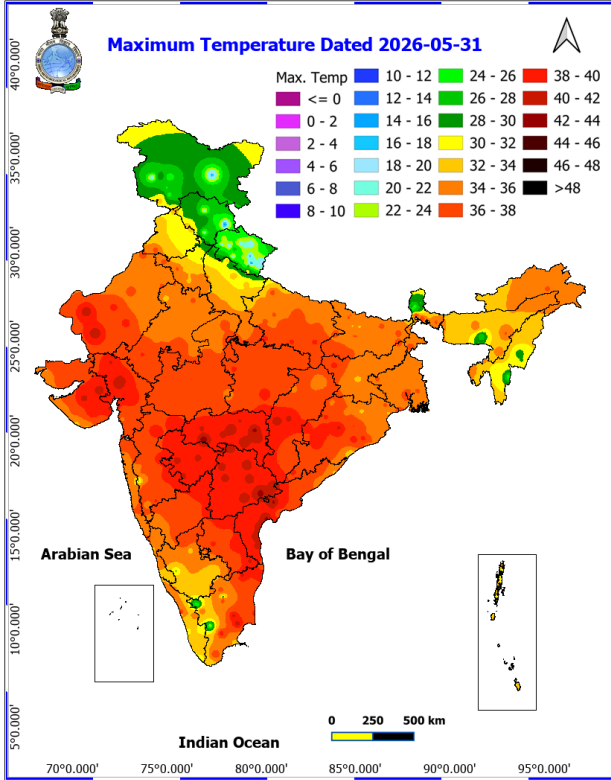 Maximum Temperature Dated 2026-05-31
Max. Temp
<= 0
0 - 2
2 - 4
4 - 6
6 - 8
8 - 10
10 - 12
12 - 14
14 - 16
16 - 18
18 - 20
20 - 22
22 - 24
24 - 26
26 - 28
28 - 30
30 - 32
32 - 34
34 - 36
36 - 38
38 - 40
40 - 42
42 - 44
44 - 46
46 - 48
>48
40°0.000'
35°0.000'
30°0.000'
25°0.000'
20°0.000'
15°0.000'
10°0.000'
5°0.000'
Arabian Sea
Bay of Bengal
Indian Ocean
0 250 500 km
70°0.000' 75°0.000' 80°0.000' 85°0.000' 90°0.000' 95°0.000'